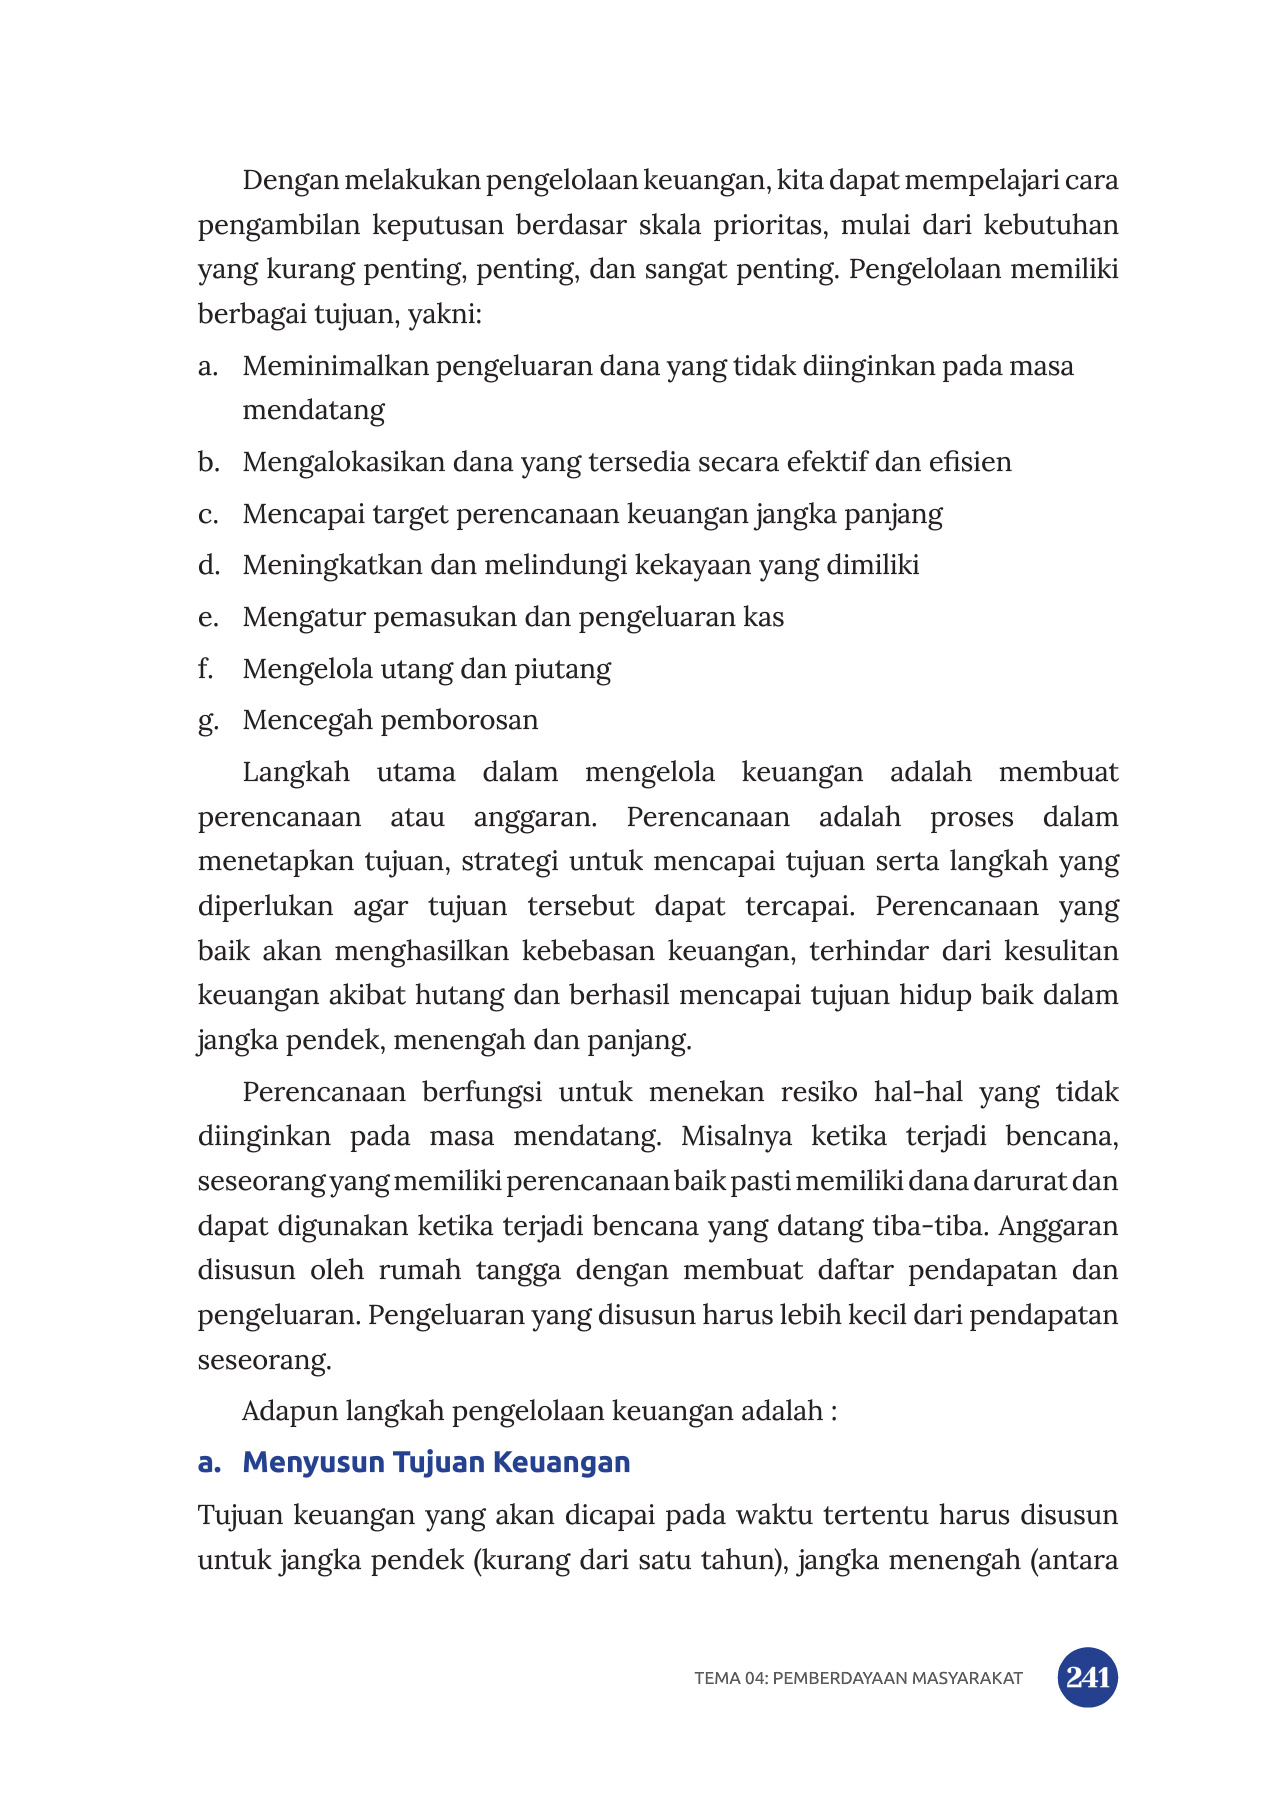 Dengan melakukan pengelolaan keuangan, kita dapat mempelajari cara
pengambilan keputusan berdasar skala prioritas, mulai dari kebutuhan
yang kurang penting, penting, dan sangat penting. Pengelolaan memiliki
berbagai tujuan, yakni:
a. Meminimalkan pengeluaran dana yang tidak diinginkan pada masa
mendatang
b. Mengalokasikan dana yang tersedia secara efektif dan efisien
c. Mencapai target perencanaan keuangan jangka panjang
d. Meningkatkan dan melindungi kekayaan yang dimiliki
e. Mengatur pemasukan dan pengeluaran kas
f. Mengelola utang dan piutang
g. Mencegah pemborosan
Langkah utama dalam mengelola keuangan adalah membuat
perencanaan atau anggaran. Perencanaan adalah proses dalam
menetapkan tujuan, strategi untuk mencapai tujuan serta langkah yang
diperlukan agar tujuan tersebut dapat tercapai. Perencanaan yang
baik akan menghasilkan kebebasan keuangan, terhindar dari kesulitan
keuangan akibat hutang dan berhasil mencapai tujuan hidup baik dalam
jangka pendek, menengah dan panjang.
Perencanaan berfungsi untuk menekan resiko hal-hal yang tidak
diinginkan pada masa mendatang. Misalnya ketika terjadi bencana,
seseorang yang memiliki perencanaan baik pasti memiliki dana darurat dan
dapat digunakan ketika terjadi bencana yang datang tiba-tiba. Anggaran
disusun oleh rumah tangga dengan membuat daftar pendapatan dan
pengeluaran. Pengeluaran yang disusun harus lebih kecil dari pendapatan
seseorang.
Adapun langkah pengelolaan keuangan adalah :
a. Menyusun Tujuan Keuangan
Tujuan keuangan yang akan dicapai pada waktu tertentu harus disusun
untuk jangka pendek (kurang dari satu tahun), jangka menengah (antara
TEMA 04: PEMBERDAYAAN MASYARAKAT 241